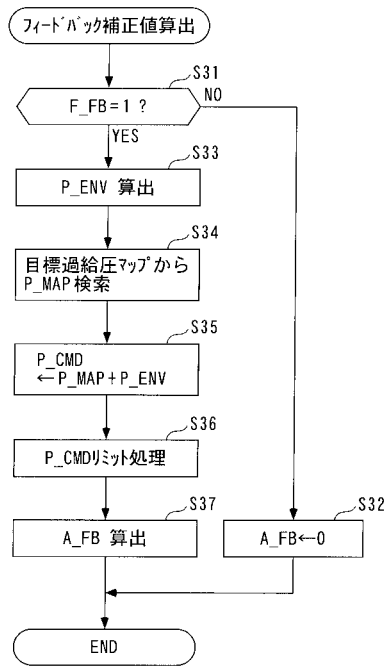 フィードバック補正値算出
S31
F_FB=1 ?
NO
YES
S33
P_ENV 算出
S34
目標過給圧マップから
P_MAP検索
S35
P_CMD
←P_MAP+P_ENV
S36
P_CMDリミット処理
S37
A_FB 算出
S32
A_FB←0
END